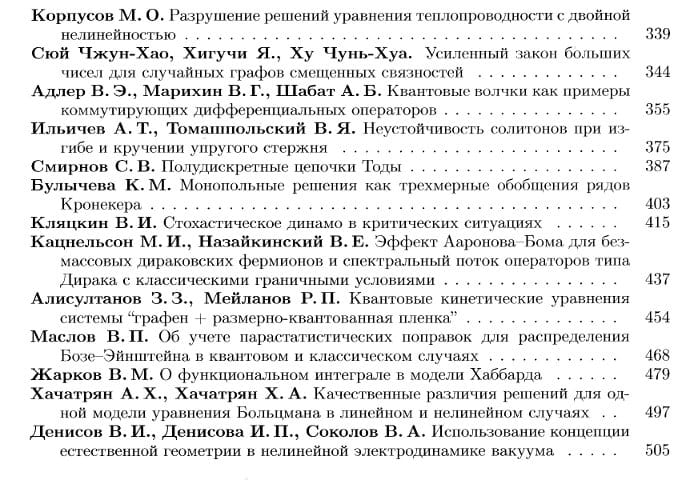 Корпусов М. О. Разрушение решений уравнения теплопроводности с двойной
нелинейностью . . . . . . . . . . . . . . . . . . . . . . . . . . . . . . . . . 339
Сюй Чжун-Хао, Хигучи Я., Ху Чунь-Хуа. Усиленный закон больших
чисел для случайных графов смещенных связностей . . . . . . . . . . . . 344
Адлер В. Э., Марихин В. Г., Шабат А. Б. Квантовые волчки как примеры
коммутирующих дифференциальных операторов . . . . . . . . . . . . . . 355
Ильичев А. Т., Томашпольский В. Я. Неустойчивость солитонов при из-
гибе и кручении упругого стержня . . . . . . . . . . . . . . . . . . . . . . 375
Смирнов С. В. Полудискретные цепочки Тоды . . . . . . . . . . . . . . . . . 387
Булычева К. М. Монопольные решения как трехмерные обобщения рядов
Кронекера . . . . . . . . . . . . . . . . . . . . . . . . . . . . . . . . . . . . 403
Кляцкин В. И. Стохастическое динамо в критических ситуациях . . . . . . 415
Кацнельсон М. И., Назайкинский В. Е. Эффект Ааронова–Бома для без-
массовых дираковских фермионов и спектральный поток операторов типа
Дирака с классическими граничными условиями . . . . . . . . . . . . . . 437
Алисултанов З. З., Мейланов Р. П. Квантовые кинетические уравнения
системы “графен + размерно-квантованная пленка” . . . . . . . . . . . . . 454
Маслов В. П. Об учете парастатистических поправок для распределения
Бозе–Эйнштейна в квантовом и классическом случаях . . . . . . . . . . . 468
Жарков В. М. О функциональном интеграле в модели Хаббарда . . . . . . 479
Хачатрян А. Х., Хачатрян Х. А. Качественные различия решений для од-
ной модели уравнения Больцмана в линейном и нелинейном случаях . . 497
Денисов В. И., Денисова И. П., Соколов В. А. Использование концепции
естественной геометрии в нелинейной электродинамике вакуума . . . . . 505